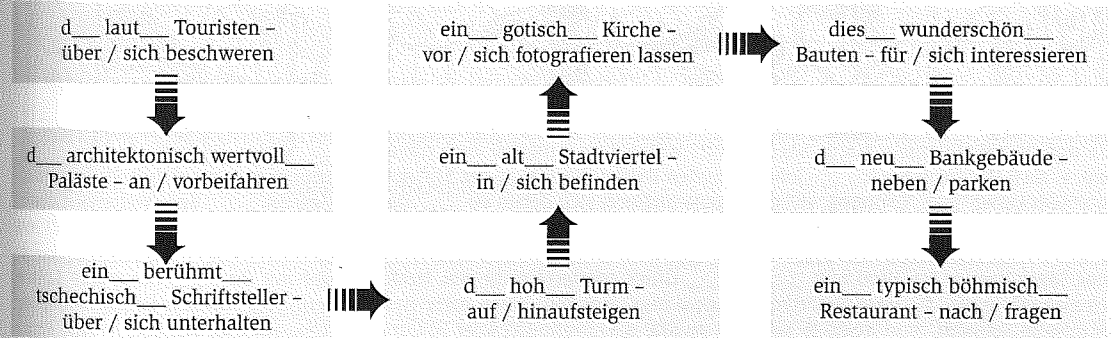 d___ laut___ Touristen –
über / sich beschweren
d___ architektonisch wertvoll___
Paläste – an / vorbeifahren
ein___ berühmt___
tschechisch___ Schriftsteller –
über / sich unterhalten
d___ hoh___ Turm –
auf / hinaufsteigen
ein___ alt___ Stadtviertel –
in / sich befinden
ein___ gotisch___ Kirche –
vor / sich fotografieren lassen
dies___ wunderschön___
Bauten – für / sich interessieren
d___ neu___ Bankgebäude –
neben / parken
ein___ typisch böhmisch___
Restaurant – nach / fragen